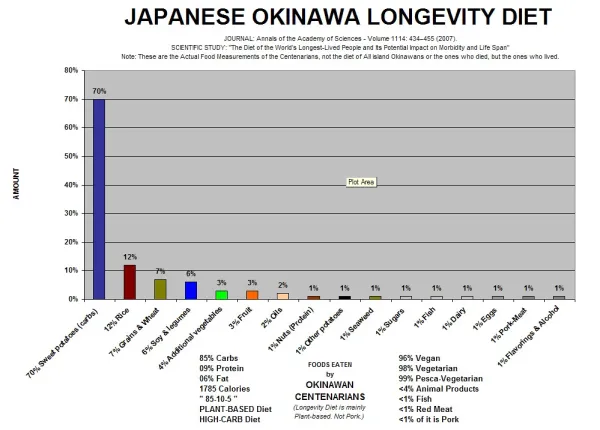 JAPANESE OKINAWA LONGEVITY DIET
JOURNAL: Annals of the Academy of Sciences - Volume 1114: 434–455 (2007).
SCIENTIFIC STUDY: "The Diet of the World's Longest-Lived People and Its Potential Impact on Morbidity and Life Span"
Note: These are the Actual Food Measurements of the Centenarians, not the diet of All island Okinawans or the ones who died, but the ones who lived.
AMOUNT
80%
70%
60%
50%
40%
30%
20%
10%
0%
70%
12%
7%
6%
3%
3%
2%
1%
1%
1%
1%
1%
1%
1%
1%
1%
Plot Area
70% Sweet potatoes (carbs)
12% Rice
7% Grains & Wheat
6% Soy & legumes
4% Additional vegetables
3% Fruit
2% Oils
1% Nuts (Protein)
1% Other potatoes
1% Seaweed
1% Sugars
1% Fish
1% Dairy
1% Eggs
1% Pork-Meat
1% Flavorings & Alcohol
85% Carbs
09% Protein
06% Fat
1785 Calories
" 85-10-5 "
PLANT-BASED Diet
HIGH-CARB Diet
FOODS EATEN
by
OKINAWAN
CENTENARIANS
(Longevity Diet is mainly
Plant-based. Not Pork.)
96% Vegan
98% Vegetarian
99% Pesca-Vegetarian
<4% Animal Products
<1% Fish
<1% Red Meat
<1% of it is Pork